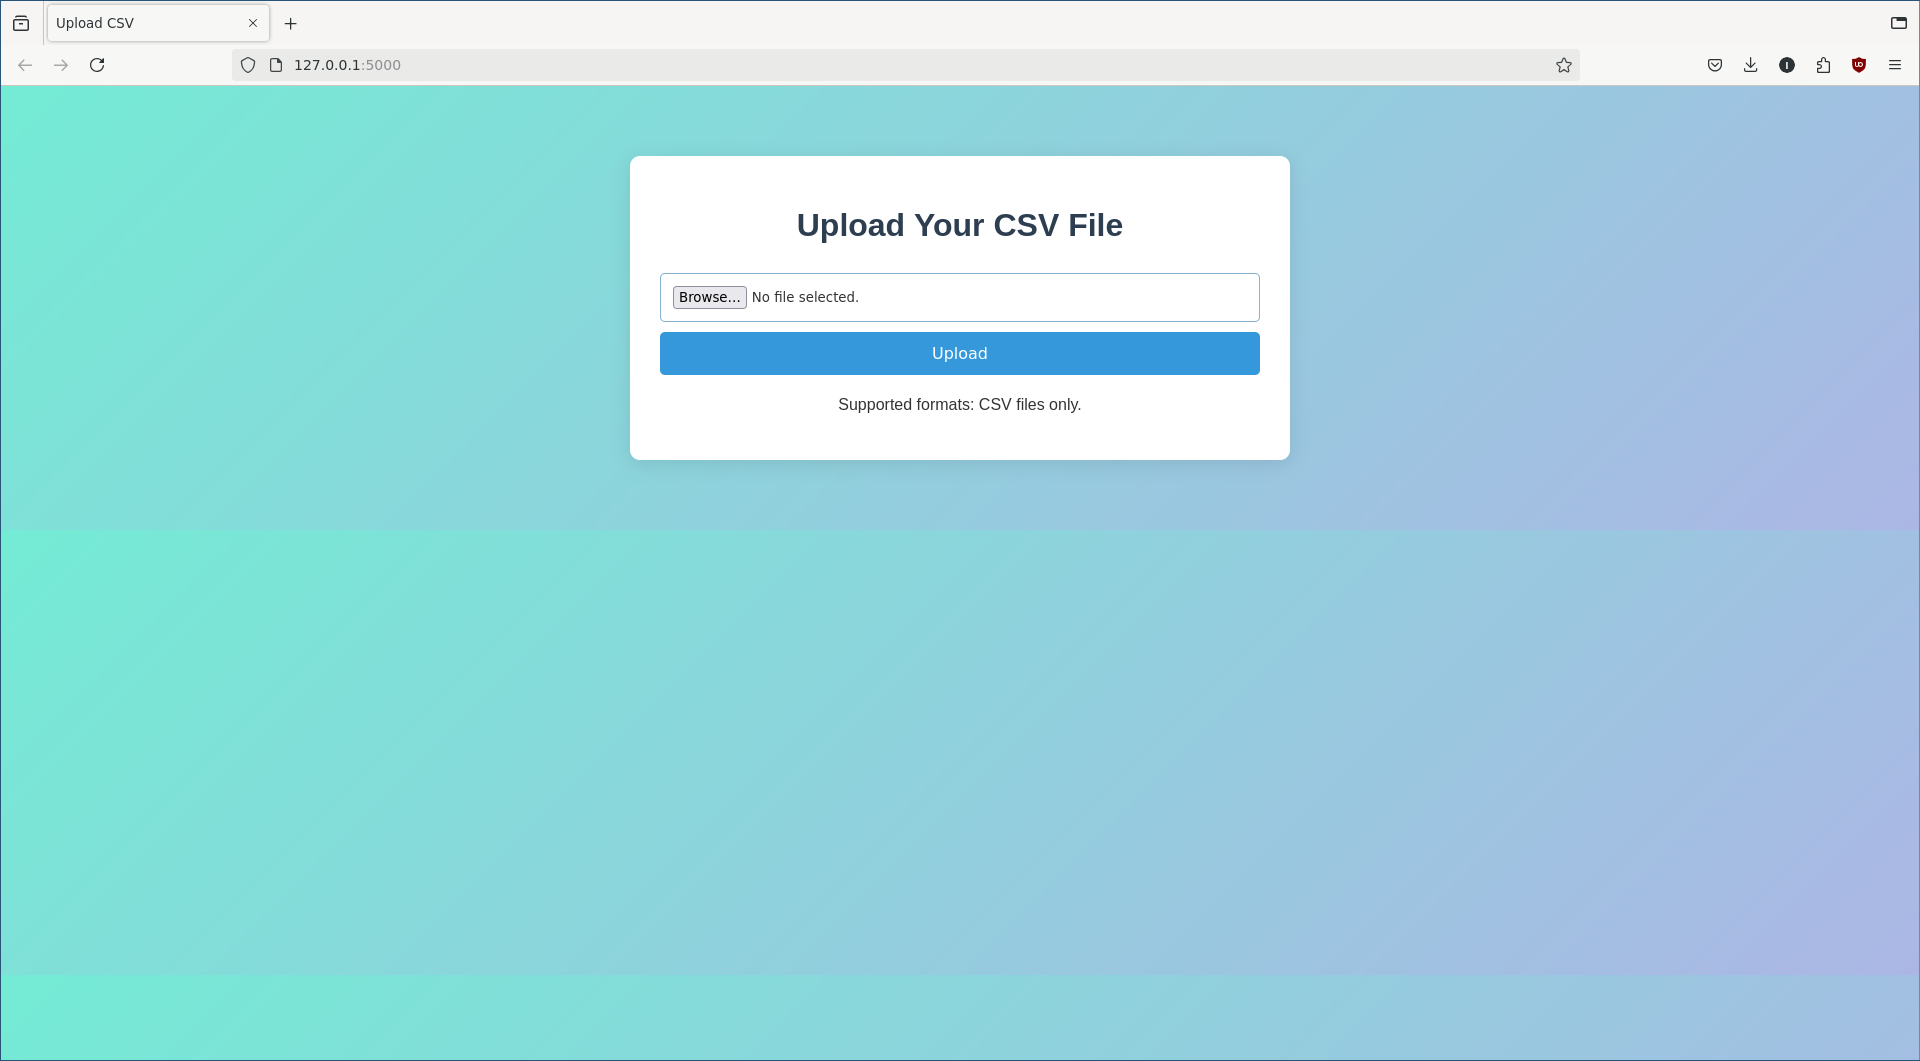 Upload CSV
127.0.0.1:5000
Upload Your CSV File
Browse... No file selected.
Upload
Supported formats: CSV files only.